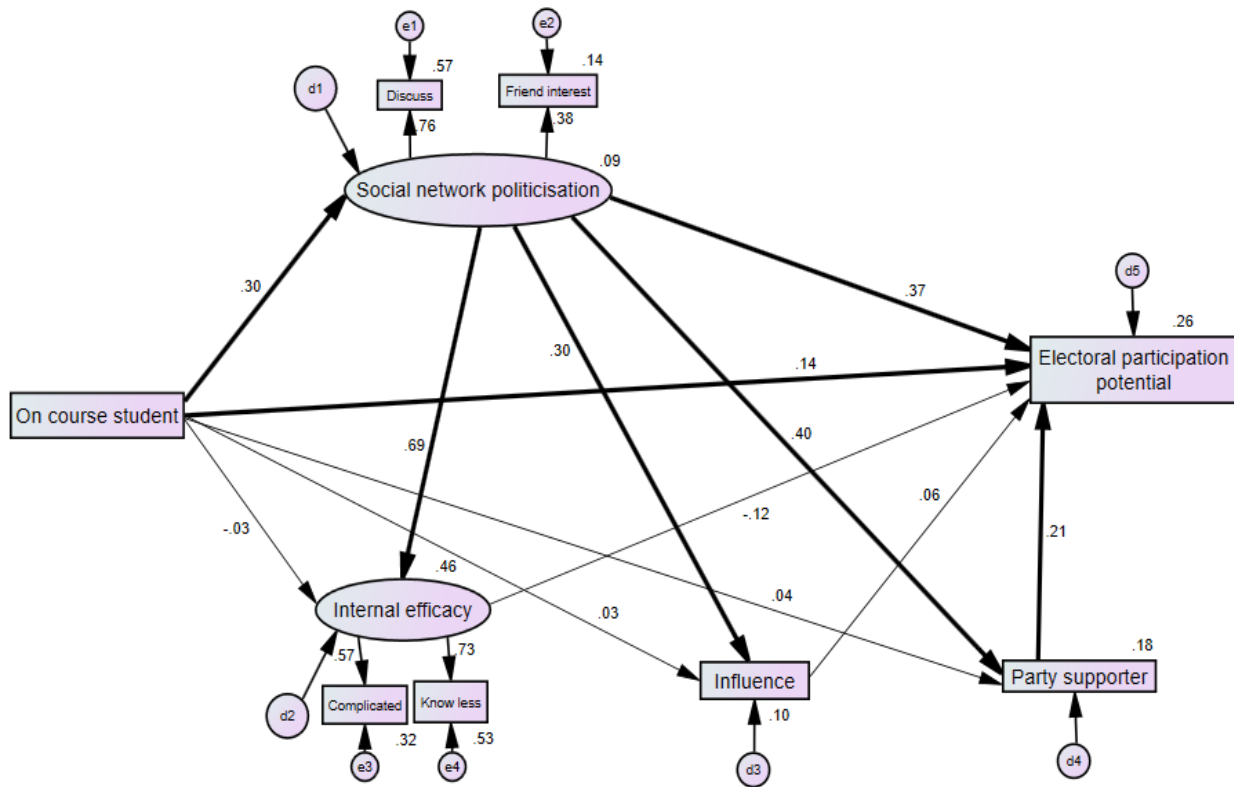 e1
e2
.57
.14
d1
Discuss
Friend interest
.76
.38
.09
Social network politicisation
d5
.30
.37
.26
.30
Electoral participation
potential
.14
On course student
.69
.40
.06
-.12
.21
-.03
.46
.03
.04
Internal efficacy
.57
.73
.18
Influence
Party supporter
Complicated
Know less
d2
.10
.32
.53
e3
e4
d3
d4